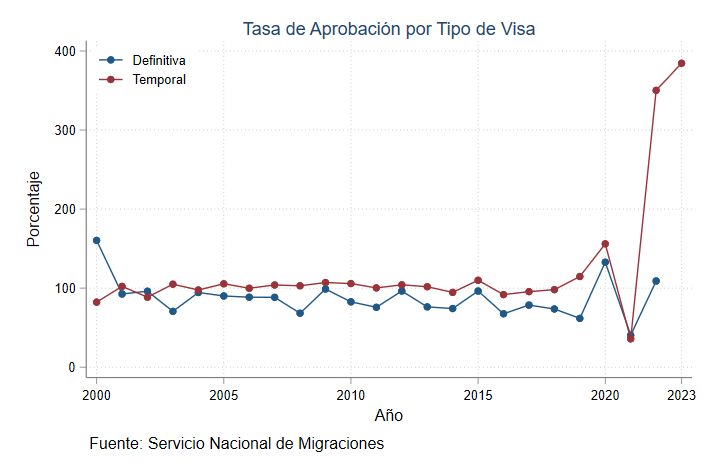 Tasa de Aprobación por Tipo de Visa
Definitiva
Temporal
Porcentaje
400
300
200
100
0
2000 2005 2010 2015 2020 2023
Año
Fuente: Servicio Nacional de Migraciones